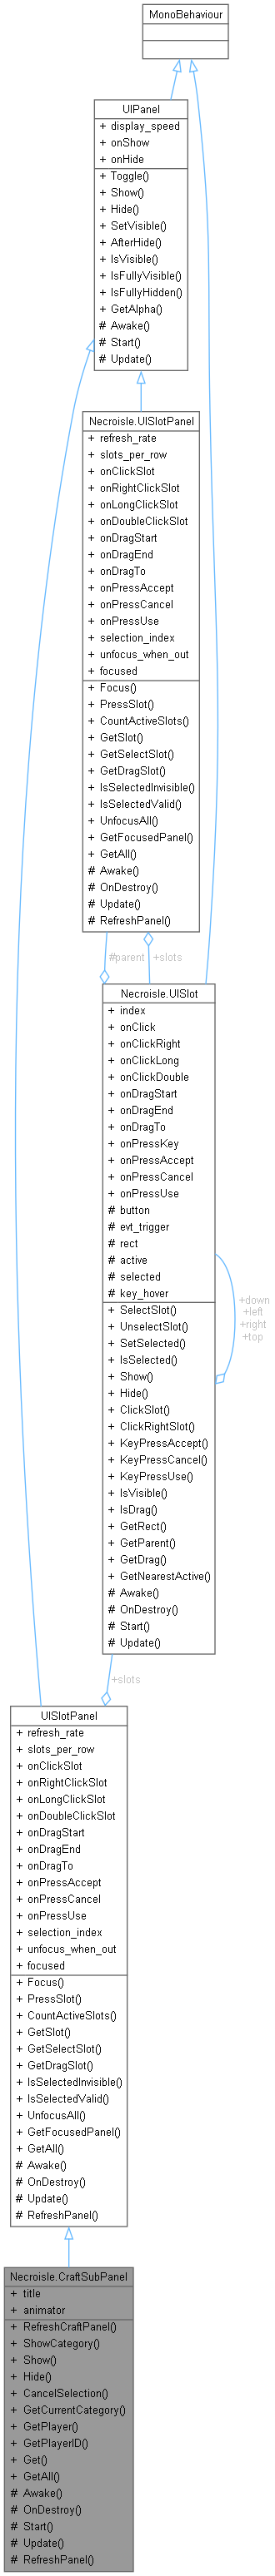 MonoBehaviour
UIPanel
+ display_speed
+ onShow
+ onHide
+ Toggle()
+ Show()
+ Hide()
+ SetVisible()
+ AfterHide()
+ IsVisible()
+ IsFullyVisible()
+ IsFullyHidden()
+ GetAlpha()
# Awake()
# Start()
# Update()
Necroisle.UISlotPanel
+ refresh_rate
+ slots_per_row
+ onClickSlot
+ onRightClickSlot
+ onLongClickSlot
+ onDoubleClickSlot
+ onDragStart
+ onDragEnd
+ onDragTo
+ onPressAccept
+ onPressCancel
+ onPressUse
+ selection_index
+ unfocus_when_out
+ focused
+ Focus()
+ PressSlot()
+ CountActiveSlots()
+ GetSlot()
+ GetSelectSlot()
+ GetDragSlot()
+ IsSelectedInvisible()
+ IsSelectedValid()
+ UnfocusAll()
+ GetFocusedPanel()
+ GetAll()
# Awake()
# OnDestroy()
# Update()
# RefreshPanel()
#parent
+slots
Necroisle.UISlot
+ index
+ onClick
+ onClickRight
+ onClickLong
+ onClickDouble
+ onDragStart
+ onDragEnd
+ onDragTo
+ onPressKey
+ onPressAccept
+ onPressCancel
+ onPressUse
# button
# evt_trigger
# rect
# active
# selected
# key_hover
+ SelectSlot()
+ UnselectSlot()
+ SetSelected()
+ IsSelected()
+ Show()
+ Hide()
+ ClickSlot()
+ ClickRightSlot()
+ KeyPressAccept()
+ KeyPressCancel()
+ KeyPressUse()
+ IsVisible()
+ IsDrag()
+ GetRect()
+ GetParent()
+ GetDrag()
+ GetNearestActive()
# Awake()
# OnDestroy()
# Start()
# Update()
+down
+left
+right
+top
+slots
UISlotPanel
+ refresh_rate
+ slots_per_row
+ onClickSlot
+ onRightClickSlot
+ onLongClickSlot
+ onDoubleClickSlot
+ onDragStart
+ onDragEnd
+ onDragTo
+ onPressAccept
+ onPressCancel
+ onPressUse
+ selection_index
+ unfocus_when_out
+ focused
+ Focus()
+ PressSlot()
+ CountActiveSlots()
+ GetSlot()
+ GetSelectSlot()
+ GetDragSlot()
+ IsSelectedInvisible()
+ IsSelectedValid()
+ UnfocusAll()
+ GetFocusedPanel()
+ GetAll()
# Awake()
# OnDestroy()
# Update()
# RefreshPanel()
Necroisle.CraftSubPanel
+ title
+ animator
+ RefreshCraftPanel()
+ ShowCategory()
+ Show()
+ Hide()
+ CancelSelection()
+ GetCurrentCategory()
+ GetPlayer()
+ GetPlayerID()
+ Get()
+ GetAll()
# Awake()
# OnDestroy()
# Start()
# Update()
# RefreshPanel()